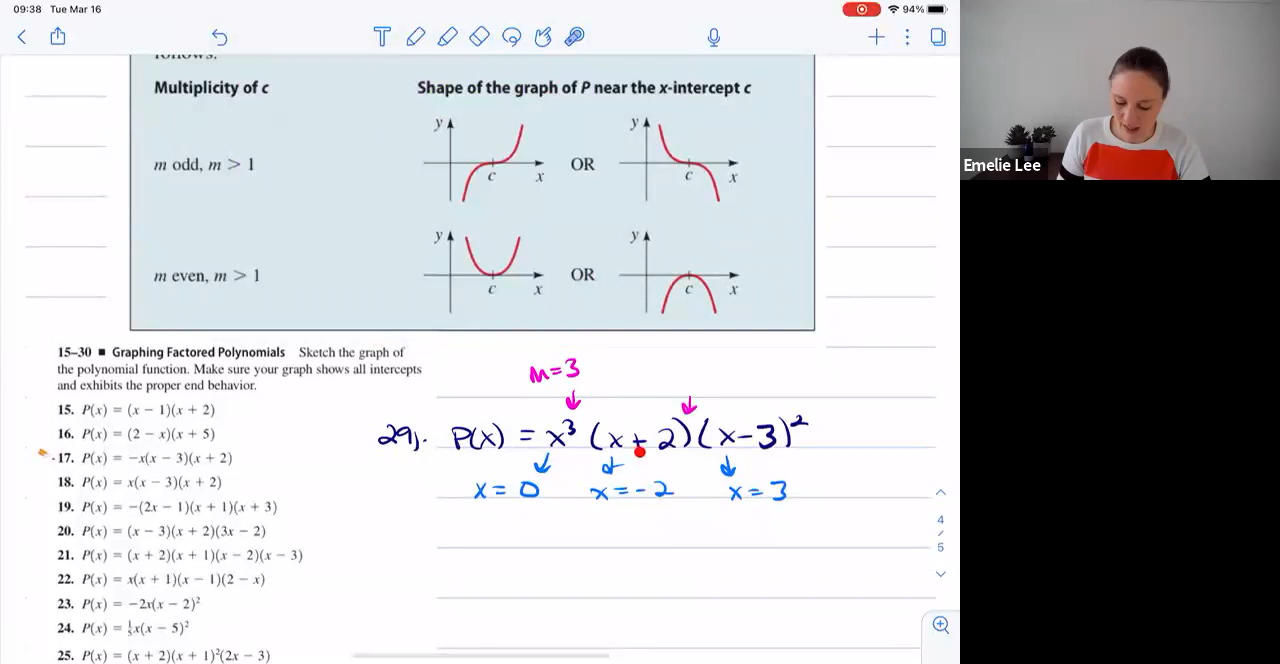 09:38 Tue Mar 16
94%
Multiplicity of c
Shape of the graph of P near the x-intercept c
m odd, m > 1
y
c
x
OR
y
c
x
m even, m > 1
y
c
x
OR
y
c
x
15–30 ■ Graphing Factored Polynomials Sketch the graph of
the polynomial function. Make sure your graph shows all intercepts
and exhibits the proper end behavior.
15. P(x) = (x − 1)(x + 2)
16. P(x) = (2 − x)(x + 5)
17. P(x) = −x(x − 3)(x + 2)
18. P(x) = x(x − 3)(x + 2)
19. P(x) = −(2x − 1)(x + 1)(x + 3)
20. P(x) = (x − 3)(x + 2)(3x − 2)
21. P(x) = (x + 2)(x + 1)(x − 2)(x − 3)
22. P(x) = x(x + 1)(x − 1)(2 − x)
23. P(x) = −2x(x − 2)²
24. P(x) = ⅕x(x − 5)²
25. P(x) = (x + 2)(x + 1)²(2x − 3)
M=3
29). P(x) = x³ (x+2)(x-3)²
x=0 x=-2 x=3
4
/
5
Emelie Lee